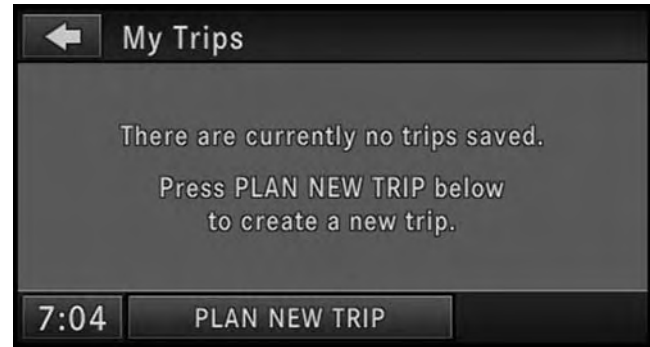 My Trips
There are currently no trips saved.
Press PLAN NEW TRIP below
to create a new trip.
7:04 PLAN NEW TRIP